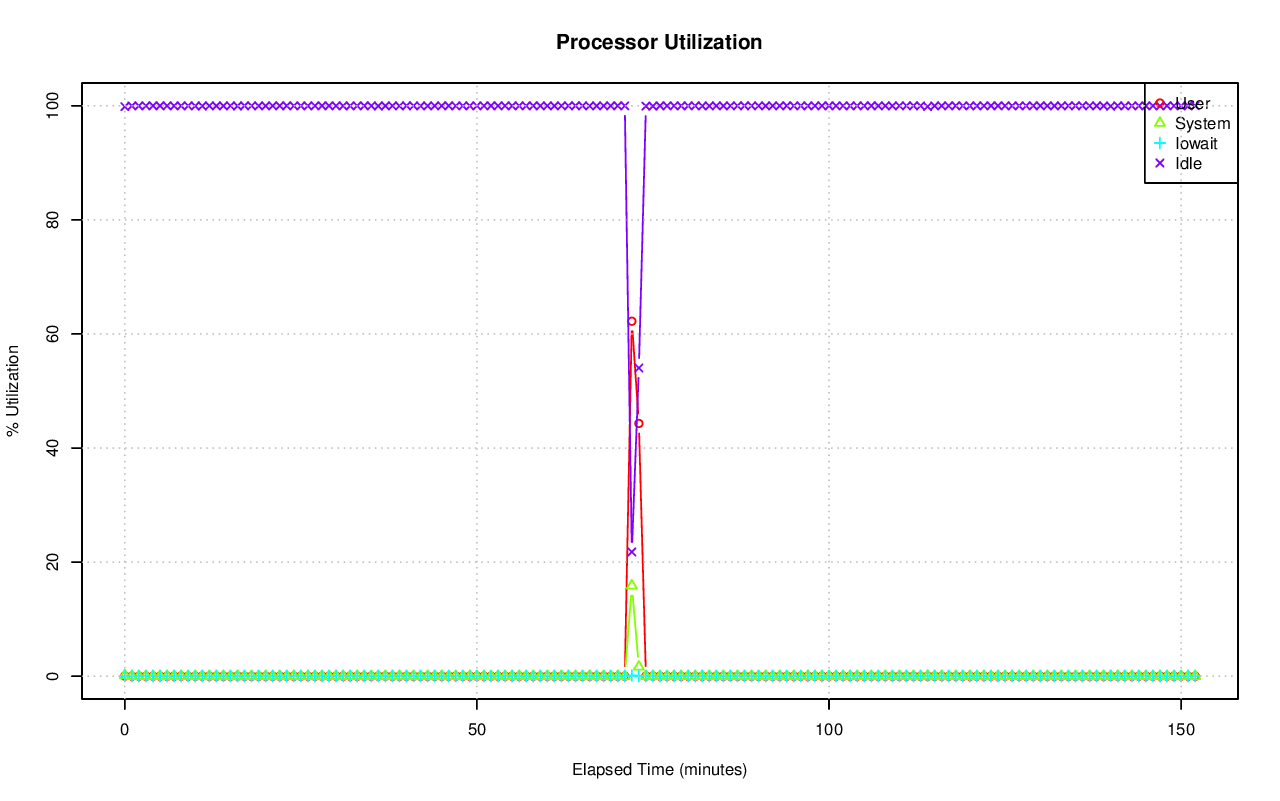 Processor Utilization
% Utilization
100
80
60
40
20
0
User
System
Iowait
Idle
0
50
100
150
Elapsed Time (minutes)